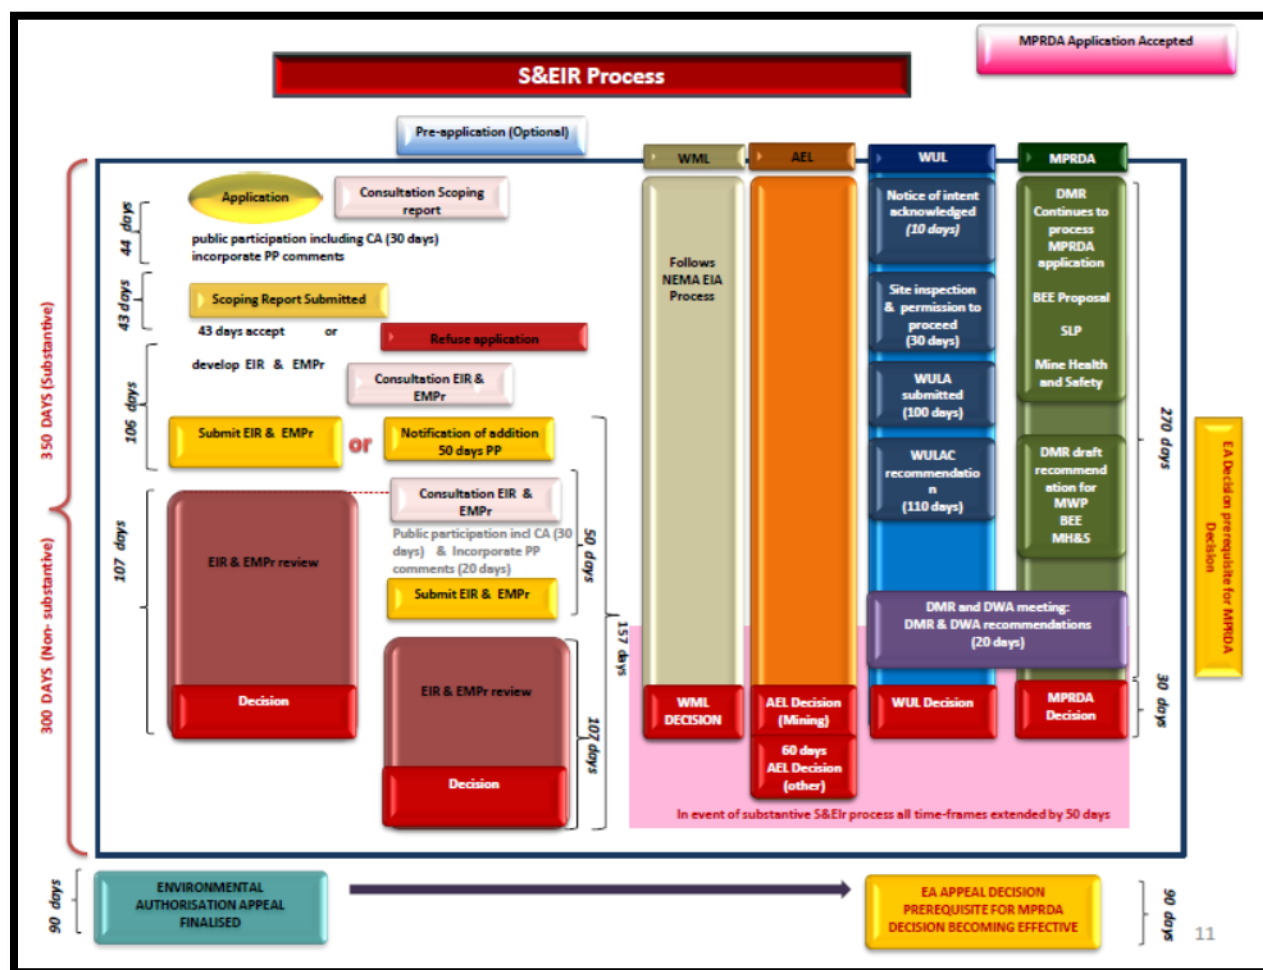 MPRDA Application Accepted
S&EIR Process
Pre-application (Optional)
350 DAYS (Substantive)
300 DAYS (Non- substantive)
44 days
Application
Consultation Scoping
report
public participation including CA (30 days)
incorporate PP comments
43 days
Scoping Report Submitted
43 days accept or
Refuse application
106 days
develop EIR & EMPr
Consultation EIR &
EMPr
Submit EIR & EMPr
or
Notification of addition
50 days PP
107 days
EIR & EMPr review
Decision
Consultation EIR &
EMPr
Public participation incl CA (30
days) & Incorporate PP
comments (20 days)
Submit EIR & EMPr
50 days
EIR & EMPr review
Decision
107 days
157 days
WML
Follows
NEMA EIA
Process
WML
DECISION
AEL
AEL Decision
(Mining)
60 days
AEL Decision
(other)
WUL
Notice of intent
acknowledged
(10 days)
Site inspection
& permission to
proceed
(30 days)
WULA
submitted
(100 days)
WULAC
recommendatio
n
(110 days)
MPRDA
DMR
Continues to
process
MPRDA
application
BEE Proposal
SLP
Mine Health
and Safety
DMR draft
recommend
ation for
MWP
BEE
MH&S
DMR and DWA meeting:
DMR & DWA recommendations
(20 days)
WUL Decision
MPRDA
Decision
270 days
30 days
EA Decision prerequisite for MPRDA
Decision
In event of substantive S&EIr process all time-frames extended by 50 days
90 days
ENVIRONMENTAL
AUTHORISATION APPEAL
FINALISED
EA APPEAL DECISION
PREREQUISITE FOR MPRDA
DECISION BECOMING EFFECTIVE
90 days
11